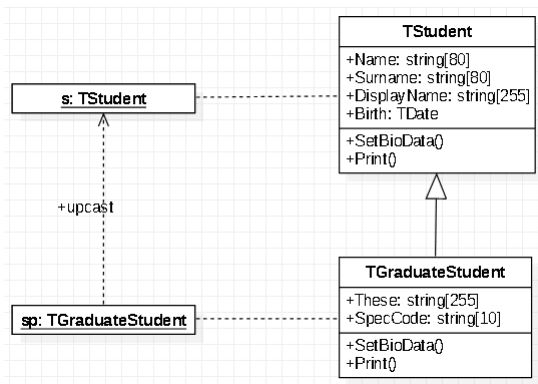 TStudent
+Name: string[80]
+Surname: string[80]
+DisplayName: string[255]
+Birth: TDate
+SetBioData()
+Print()
s: TStudent
+upcast
sp: TGraduateStudent
TGraduateStudent
+These: string[255]
+SpecCode: string[10]
+SetBioData()
+Print()